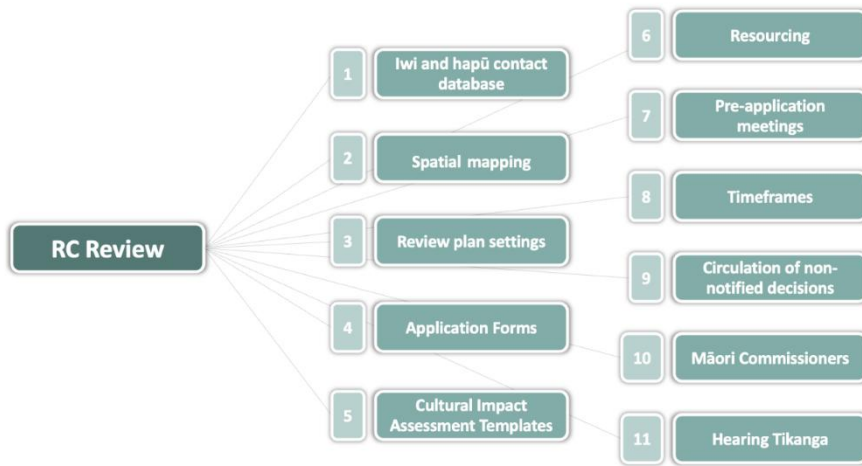 RC Review
1
Iwi and hapū contact
database
2
Spatial mapping
3
Review plan settings
4
Application Forms
5
Cultural Impact
Assessment Templates
6
Resourcing
7
Pre-application
meetings
8
Timeframes
9
Circulation of non-
notified decisions
10
Māori Commissioners
11
Hearing Tikanga